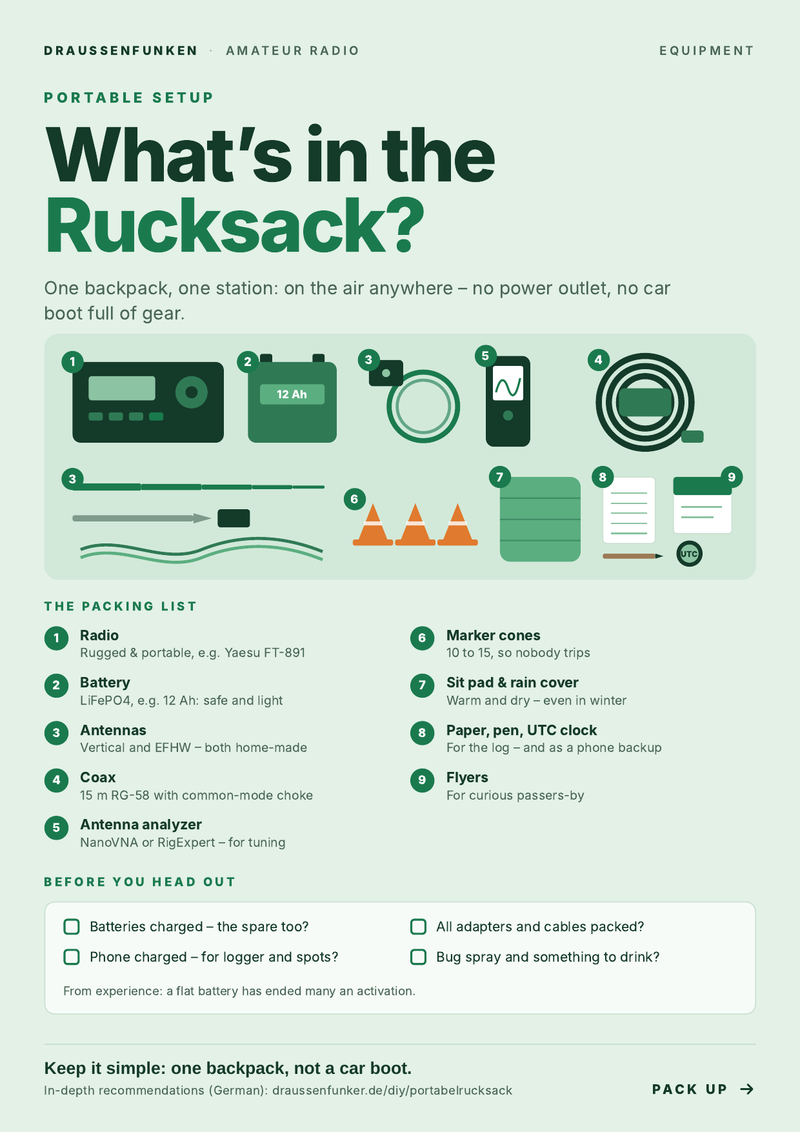 DRAUSSENFUNKEN · AMATEUR RADIO
EQUIPMENT
PORTABLE SETUP
What’s in the
Rucksack?
One backpack, one station: on the air anywhere – no power outlet, no car
boot full of gear.
1
2
12 Ah
3
5
4
3
6
7
8
9
UTC
THE PACKING LIST
1 Radio
Rugged & portable, e.g. Yaesu FT-891
2 Battery
LiFePO4, e.g. 12 Ah: safe and light
3 Antennas
Vertical and EFHW – both home-made
4 Coax
15 m RG-58 with common-mode choke
5 Antenna analyzer
NanoVNA or RigExpert – for tuning
6 Marker cones
10 to 15, so nobody trips
7 Sit pad & rain cover
Warm and dry – even in winter
8 Paper, pen, UTC clock
For the log – and as a phone backup
9 Flyers
For curious passers-by
BEFORE YOU HEAD OUT
Batteries charged – the spare too?
All adapters and cables packed?
Phone charged – for logger and spots?
Bug spray and something to drink?
From experience: a flat battery has ended many an activation.
Keep it simple: one backpack, not a car boot.
In-depth recommendations (German): draussenfunker.de/diy/portabelrucksack
PACK UP →